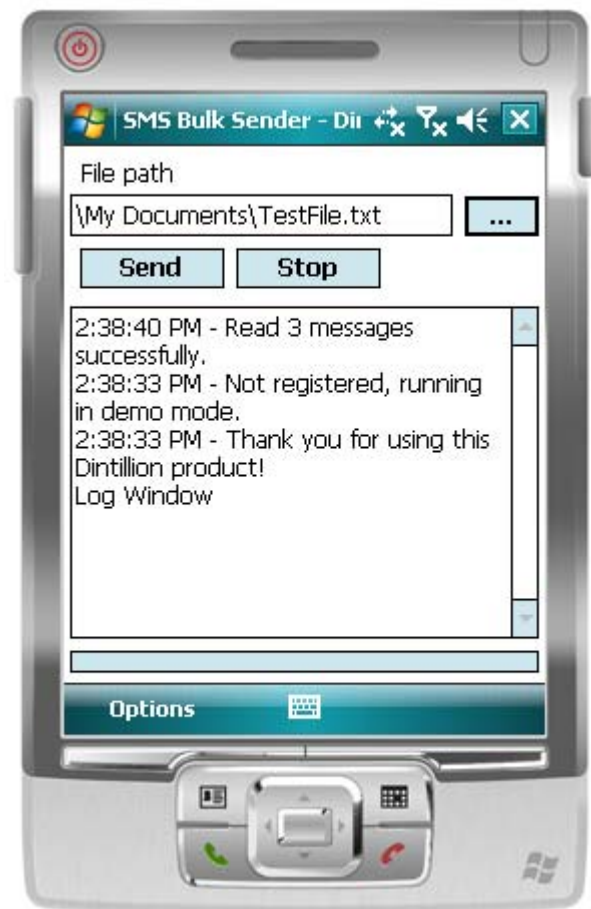 SMS Bulk Sender - Di
File path
\My Documents\TestFile.txt
...
Send
Stop
2:38:40 PM - Read 3 messages
successfully.
2:38:33 PM - Not registered, running
in demo mode.
2:38:33 PM - Thank you for using this
Dintillion product!
Log Window
Options